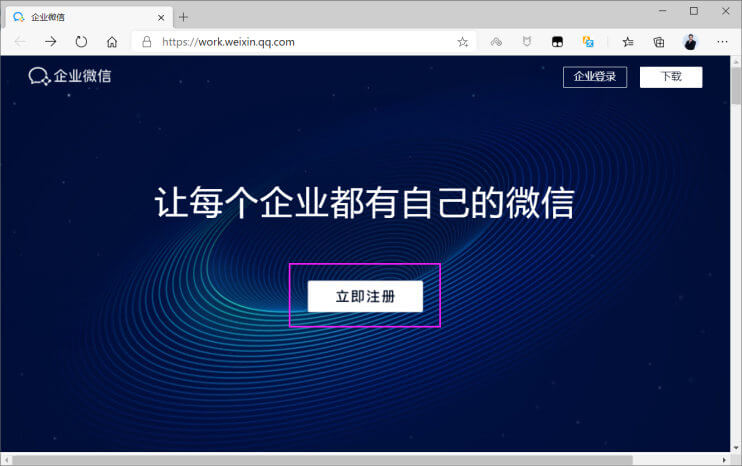 企业微信
https://work.weixin.qq.com
企业微信
企业登录
下载
让每个企业都有自己的微信
立即注册